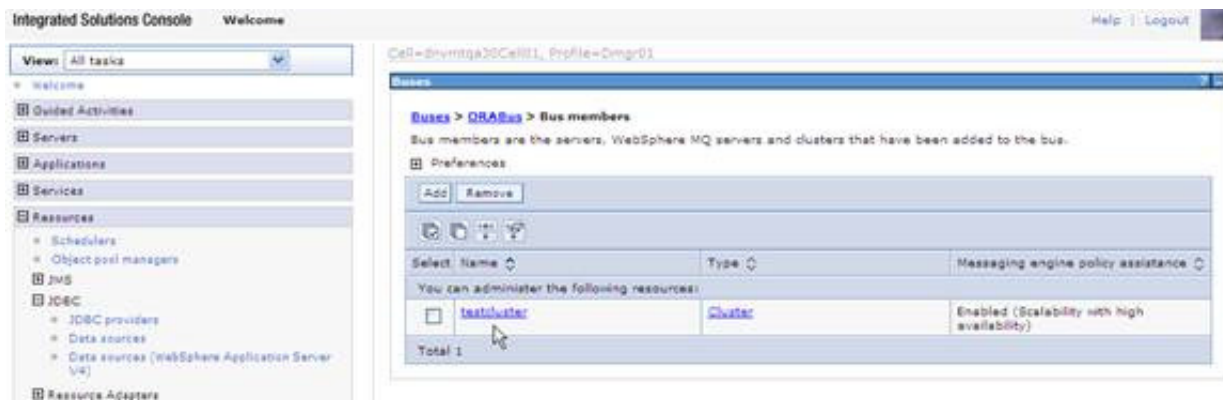 Integrated Solutions Console Welcome Help | Logout
View: All tasks
Cell=drvmtqa30Cell01, Profile=Dmgr01
Welcome
Buses ?
Guided Activities
Servers
Applications
Services
Resources
Schedulers
Object pool managers
JMS
JDBC
JDBC providers
Data sources
Data sources (WebSphere Application Server
V4)
Resource Adapters
Buses > ORABus > Bus members
Bus members are the servers, WebSphere MQ servers and clusters that have been added to the bus.
Preferences
Add Remove
Select Name Type Messaging engine policy assistance
You can administer the following resources:
testcluster Cluster Enabled (Scalability with high
availability)
Total 1